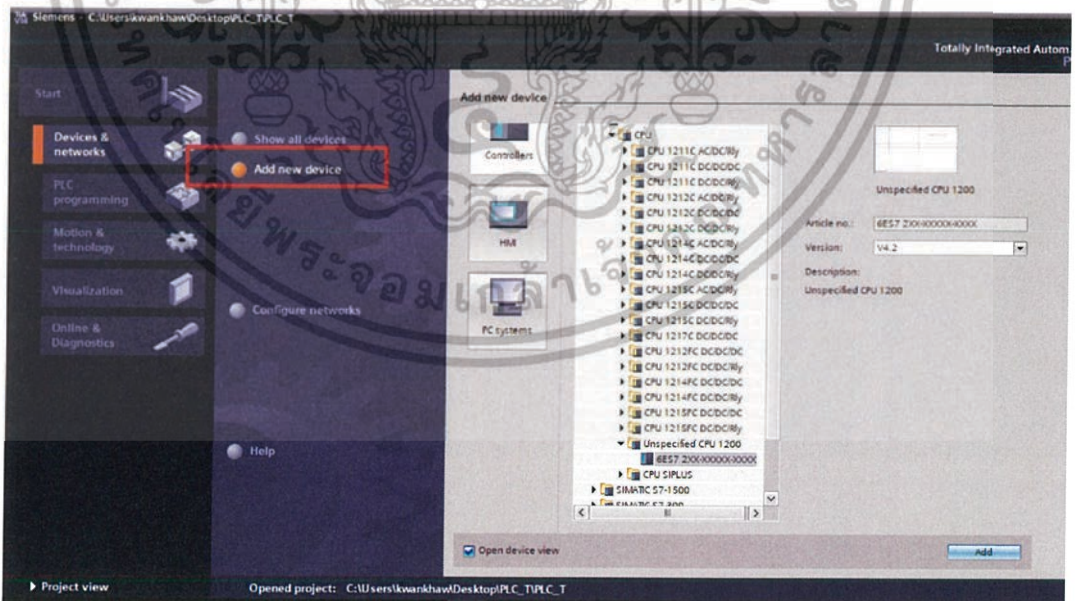 Siemens - C:\Users\kwankhaw\Desktop\PLC_T\PLC_T
Totally Integrated Autom
Start
Devices & networks
PLC programming
Motion & technology
Visualization
Online & Diagnostics
Show all devices
Add new device
Configure networks
Help
Add new device
Controllers
HMI
PC systems
CPU
CPU 1211C AC/DC/Rly
CPU 1211C DC/DC/DC
CPU 1211C DC/DC/Rly
CPU 1212C AC/DC/Rly
CPU 1212C DC/DC/DC
CPU 1212C DC/DC/Rly
CPU 1214C AC/DC/Rly
CPU 1214C DC/DC/DC
CPU 1214C DC/DC/Rly
CPU 1215C AC/DC/Rly
CPU 1215C DC/DC/DC
CPU 1215C DC/DC/Rly
CPU 1217C DC/DC/DC
CPU 1212FC DC/DC/DC
CPU 1212FC DC/DC/Rly
CPU 1214FC DC/DC/DC
CPU 1214FC DC/DC/Rly
CPU 1215FC DC/DC/DC
CPU 1215FC DC/DC/Rly
Unspecified CPU 1200
6ES7 2XX-XXXXX-XXXX
CPU SIPLUS
SIMATIC S7-1500
SIMATIC S7-300
Unspecified CPU 1200
Article no.: 6ES7 2XX-XXXXX-XXXX
Version: V4.2
Description:
Unspecified CPU 1200
Open device view
Add
Project view
Opened project: C:\Users\kwankhaw\Desktop\PLC_T\PLC_T